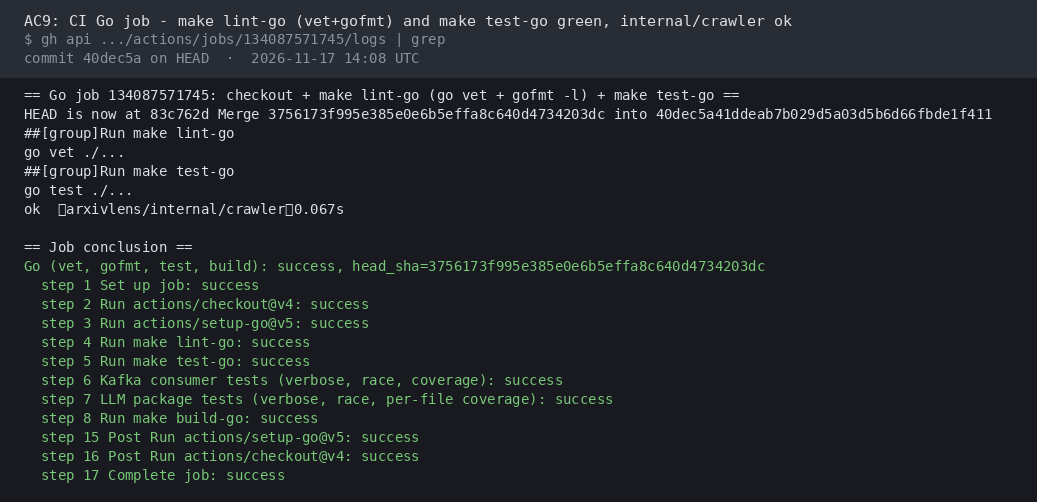 AC9: CI Go job - make lint-go (vet+gofmt) and make test-go green, internal/crawler ok
$ gh api .../actions/jobs/134087571745/logs | grep
commit 40dec5a on HEAD · 2026-11-17 14:08 UTC
== Go job 134087571745: checkout + make lint-go (go vet + gofmt -l) + make test-go ==
HEAD is now at 83c762d Merge 3756173f995e385e0e6b5effa8c640d4734203dc into 40dec5a41ddeab7b029d5a03d5b6d66fbde1f411
##[group]Run make lint-go
go vet ./...
##[group]Run make test-go
go test ./...
ok  □arxivlens/internal/crawler□0.067s
== Job conclusion ==
Go (vet, gofmt, test, build): success, head_sha=3756173f995e385e0e6b5effa8c640d4734203dc
  step 1 Set up job: success
  step 2 Run actions/checkout@v4: success
  step 3 Run actions/setup-go@v5: success
  step 4 Run make lint-go: success
  step 5 Run make test-go: success
  step 6 Kafka consumer tests (verbose, race, coverage): success
  step 7 LLM package tests (verbose, race, per-file coverage): success
  step 8 Run make build-go: success
  step 15 Post Run actions/setup-go@v5: success
  step 16 Post Run actions/checkout@v4: success
  step 17 Complete job: success